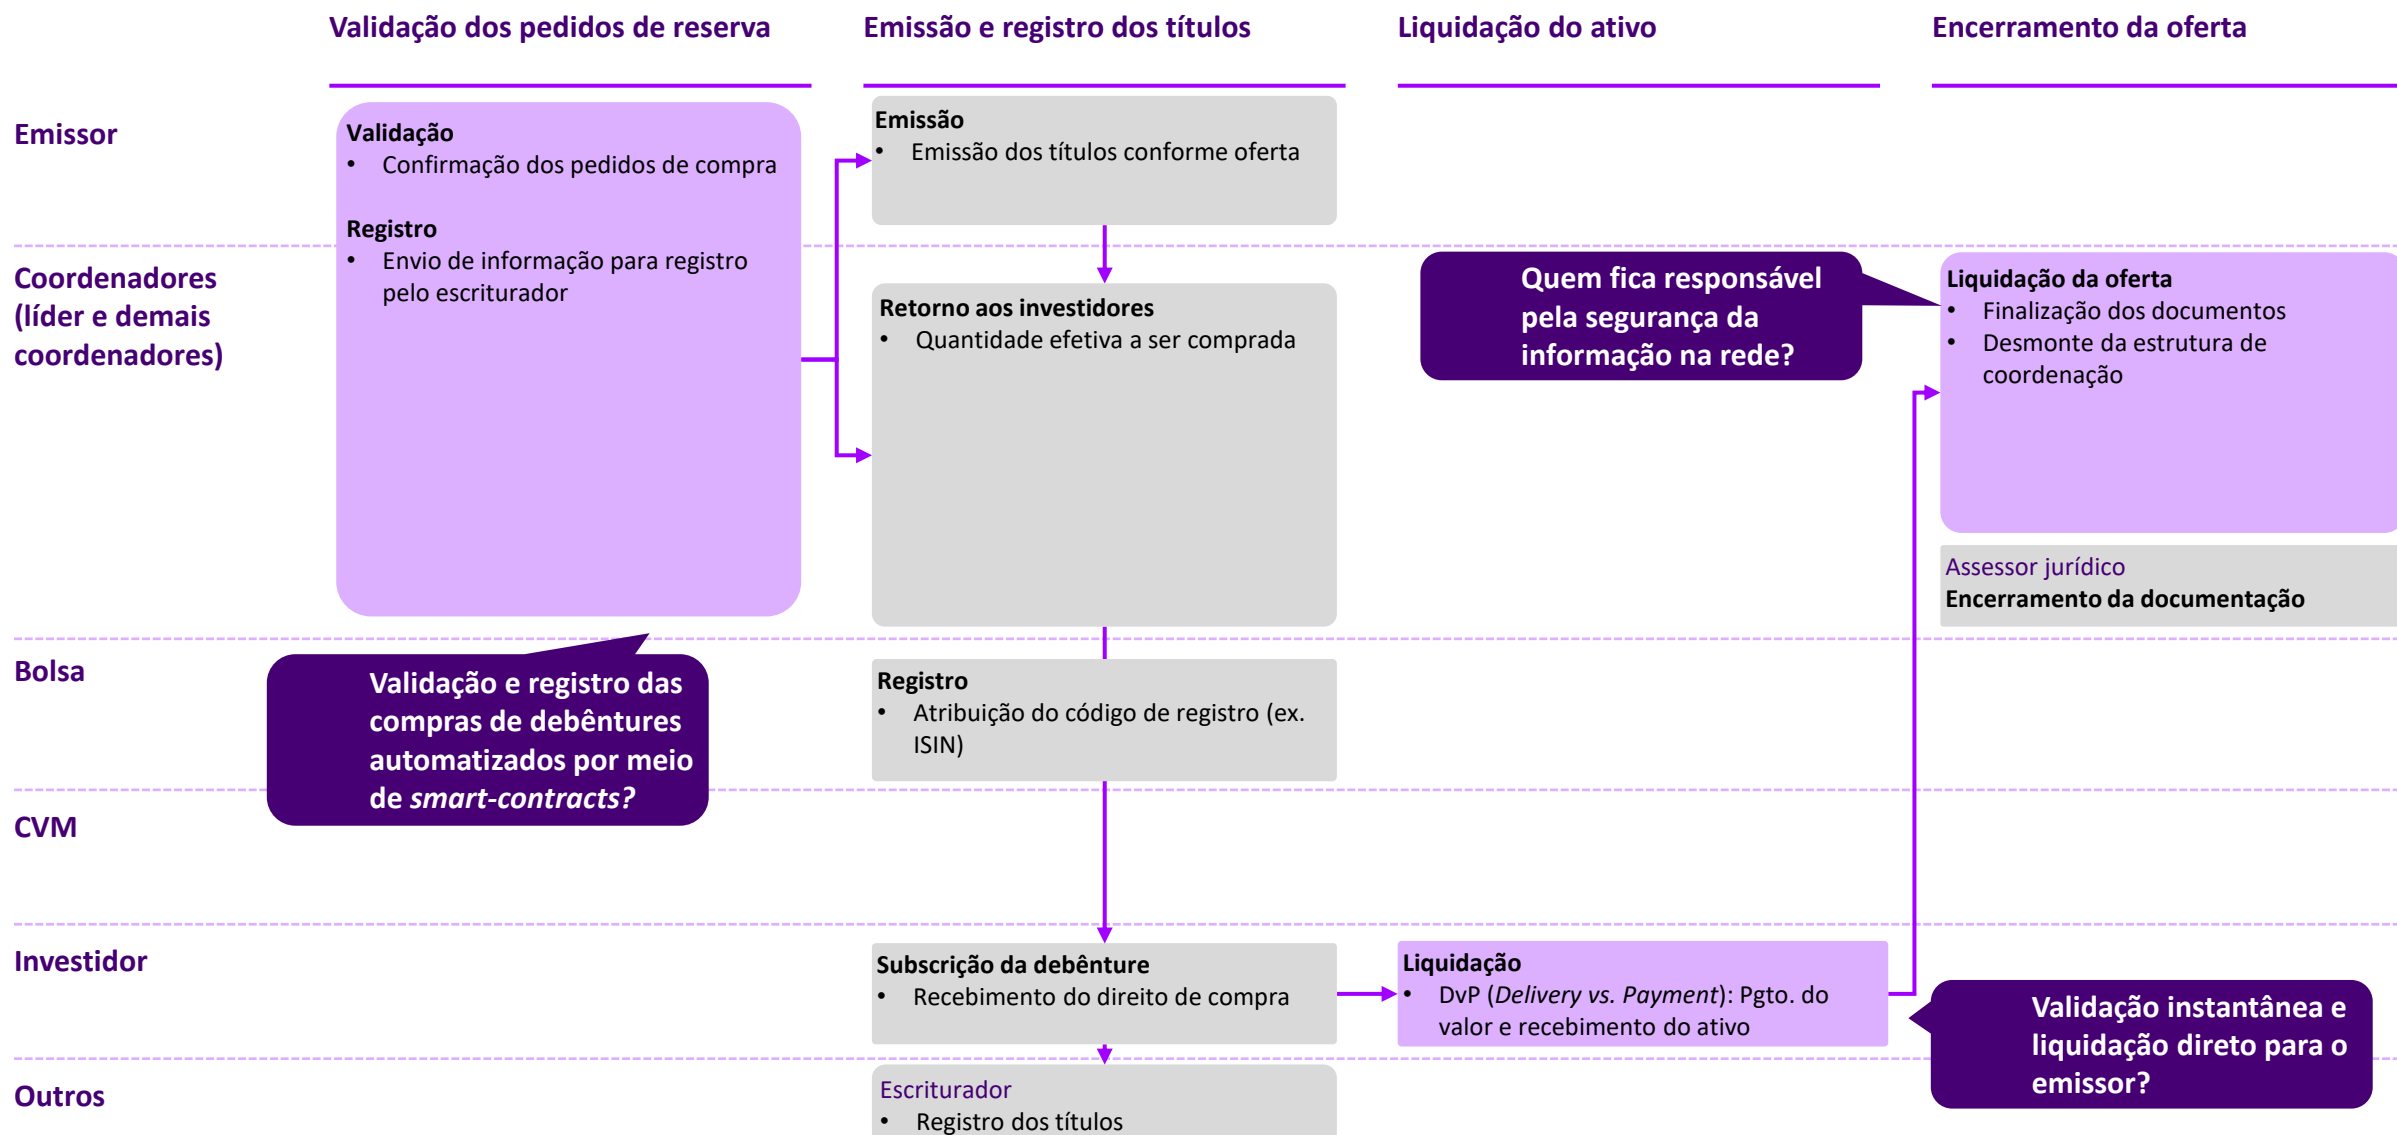 Validação dos pedidos de reserva
Emissão e registro dos títulos
Liquidação do ativo
Encerramento da oferta
Emissor
Validação
• Confirmação dos pedidos de compra
Registro
• Envio de informação para registro
pelo escriturador
Emissão
• Emissão dos títulos conforme oferta
Coordenadores
(líder e demais
coordenadores)
Retorno aos investidores
• Quantidade efetiva a ser comprada
Quem fica responsável
pela segurança da
informação na rede?
Liquidação da oferta
• Finalização dos documentos
• Desmonte da estrutura de
coordenação
Assessor jurídico
Encerramento da documentação
Bolsa
Validação e registro das
compras de debêntures
automatizados por meio
de smart-contracts?
Registro
• Atribuição do código de registro (ex.
ISIN)
CVM
Investidor
Subscrição da debênture
• Recebimento do direito de compra
Liquidação
• DvP (Delivery vs. Payment): Pgto. do
valor e recebimento do ativo
Validação instantânea e
liquidação direto para o
emissor?
Outros
Escriturador
• Registro dos títulos